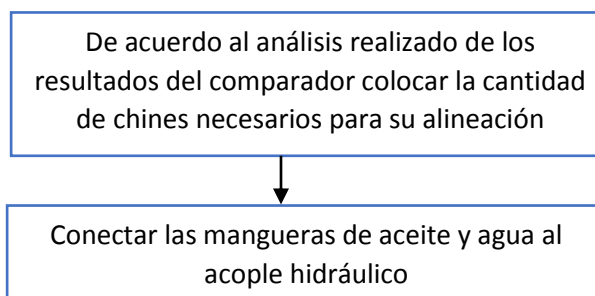 De acuerdo al análisis realizado de los
resultados del comparador colocar la cantidad
de chines necesarios para su alineación
Conectar las mangueras de aceite y agua al
acople hidráulico